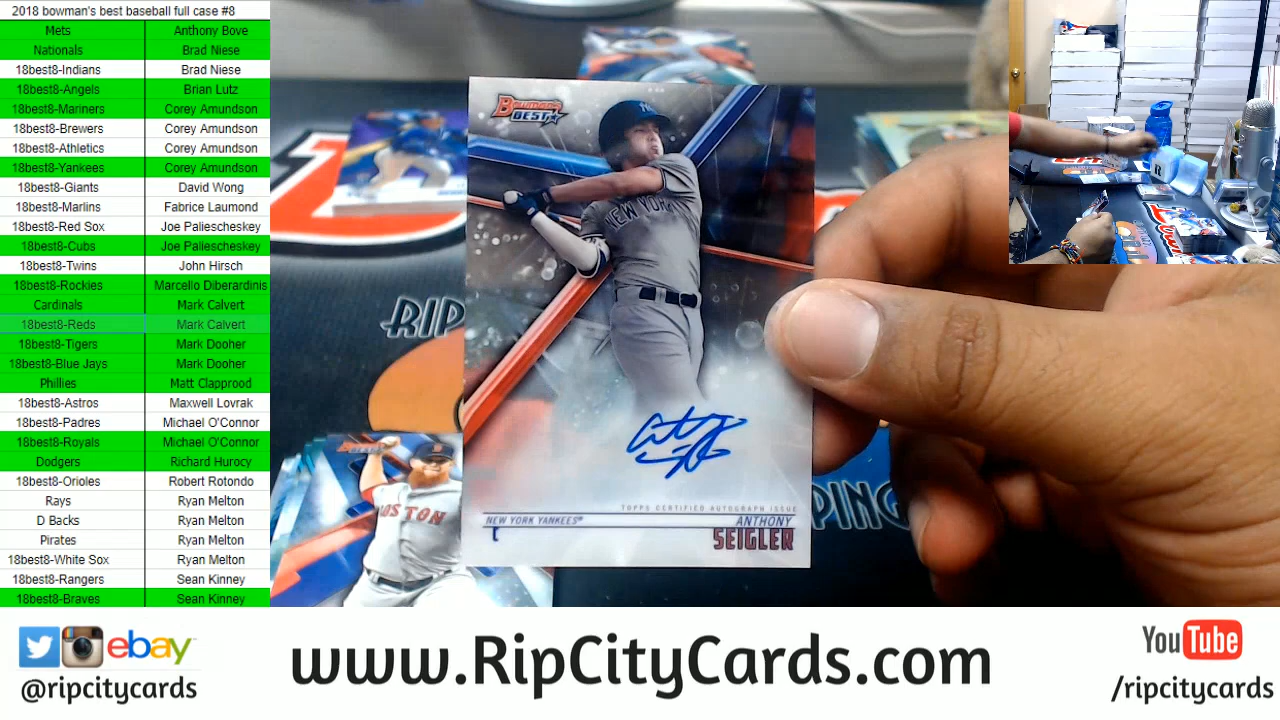 2018 bowman's best baseball full case #8
Mets Anthony Bove
Nationals Brad Niese
18best8-Indians Brad Niese
18best8-Angels Brian Lutz
18best8-Mariners Corey Amundson
18best8-Brewers Corey Amundson
18best8-Athletics Corey Amundson
18best8-Yankees Corey Amundson
18best8-Giants David Wong
18best8-Marlins Fabrice Laumond
18best8-Red Sox Joe Paliescheskey
18best8-Cubs Joe Paliescheskey
18best8-Twins John Hirsch
18best8-Rockies Marcello Diberardinis
Cardinals Mark Calvert
18best8-Reds Mark Calvert
18best8-Tigers Mark Dooher
18best8-Blue Jays Mark Dooher
Phillies Matt Clapprood
18best8-Astros Maxwell Lovrak
18best8-Padres Michael O'Connor
18best8-Royals Michael O'Connor
Dodgers Richard Hurocy
18best8-Orioles Robert Rotondo
Rays Ryan Melton
D Backs Ryan Melton
Pirates Ryan Melton
18best8-White Sox Ryan Melton
18best8-Rangers Sean Kinney
18best8-Braves Sean Kinney
BOWMAN'S
BEST
NEW YORK
TOPPS CERTIFIED AUTOGRAPH ISSUE
NEW YORK YANKEES®
C
ANTHONY
SEIGLER
RIP
PING
BOSTON
ebay
@ripcitycards
www.RipCityCards.com
YouTube
/ripcitycards